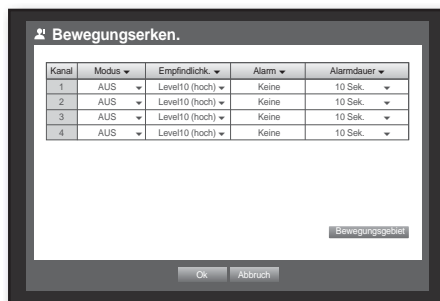 Bewegungserken.
Kanal Modus Empfindlichk. Alarm Alarmdauer
1 AUS Level10 (hoch) Keine 10 Sek.
2 AUS Level10 (hoch) Keine 10 Sek.
3 AUS Level10 (hoch) Keine 10 Sek.
4 AUS Level10 (hoch) Keine 10 Sek.
Bewegungsgebiet
Ok Abbruch